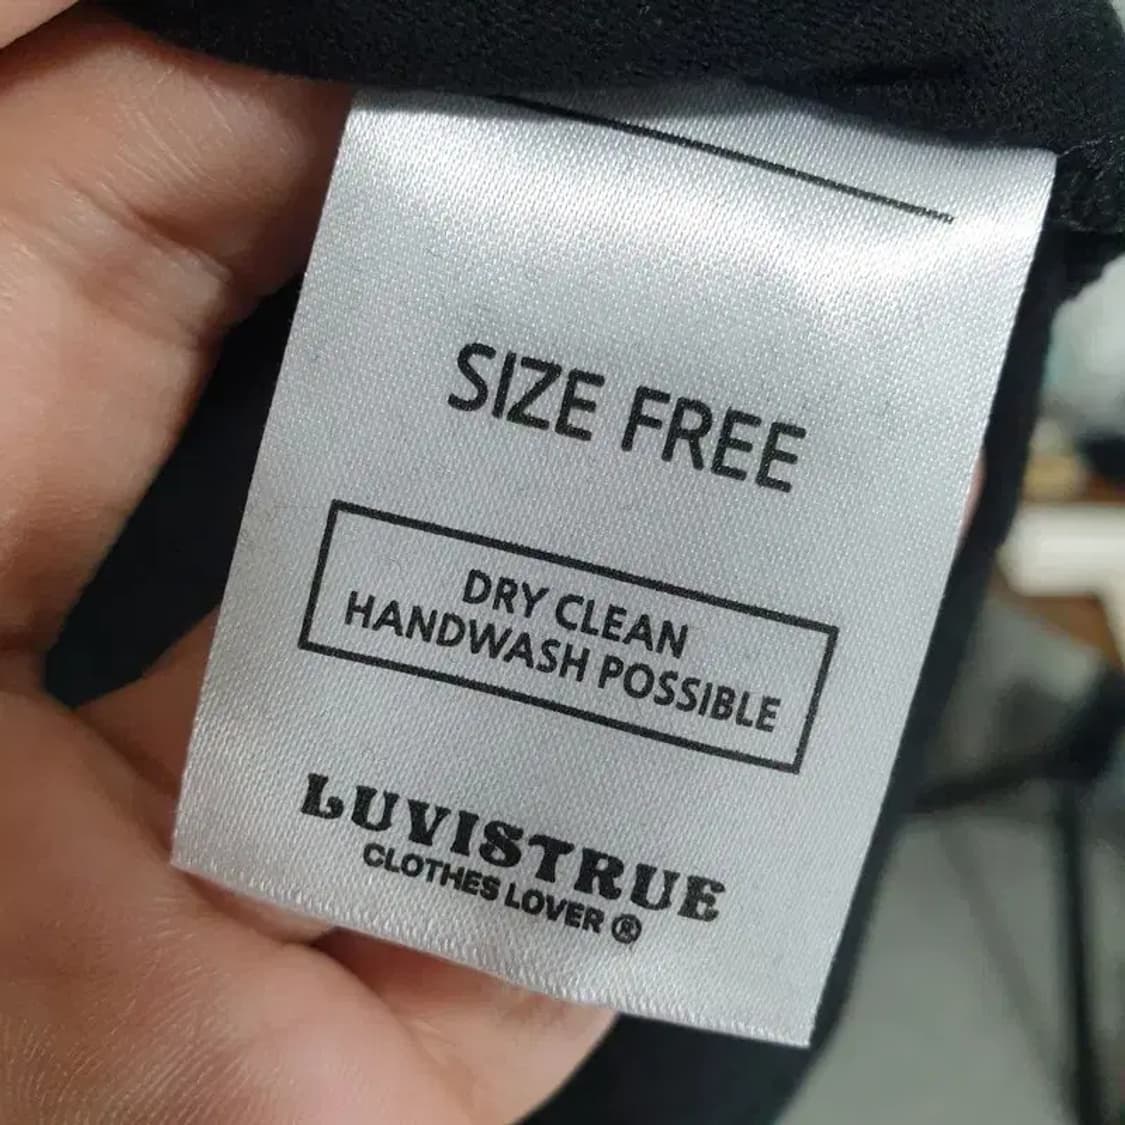 SIZE FREE
DRY CLEAN
HANDWASH POSSIBLE
LUVISTRUE
CLOTHES LOVER ®